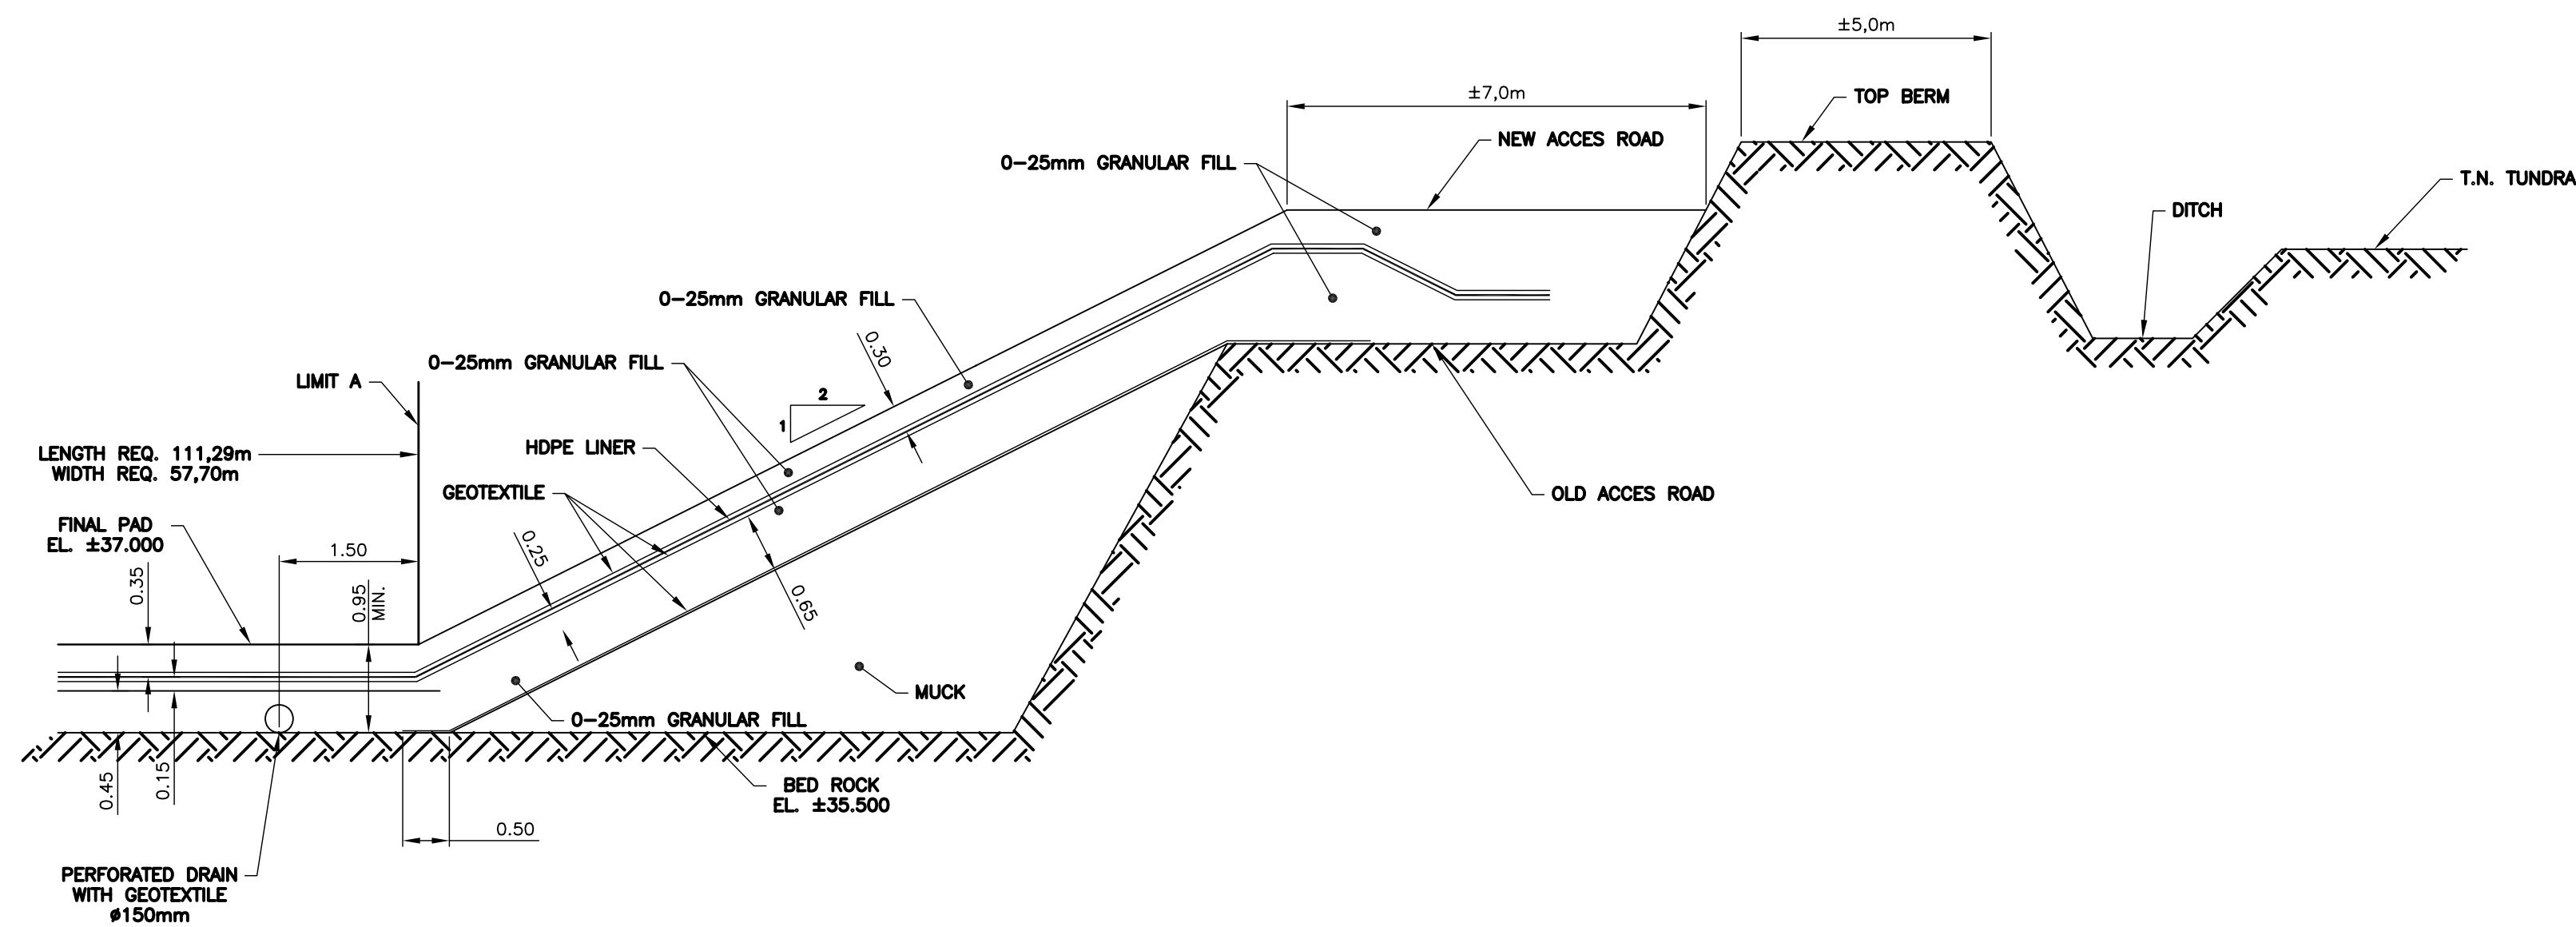 ±5,0m
±7,0m
TOP BERM
NEW ACCES ROAD
0-25mm GRANULAR FILL
T.N. TUNDRA
DITCH
0-25mm GRANULAR FILL
0.30
0-25mm GRANULAR FILL
LIMIT A
2
1
HDPE LINER
LENGTH REQ. 111,29m
WIDTH REQ. 57,70m
GEOTEXTILE
OLD ACCES ROAD
FINAL PAD
EL. ±37.000
1.50
0.25
0.35
0.95
MIN.
0.65
MUCK
0-25mm GRANULAR FILL
0.45
0.15
BED ROCK
EL. ±35.500
0.50
PERFORATED DRAIN
WITH GEOTEXTILE
ø150mm